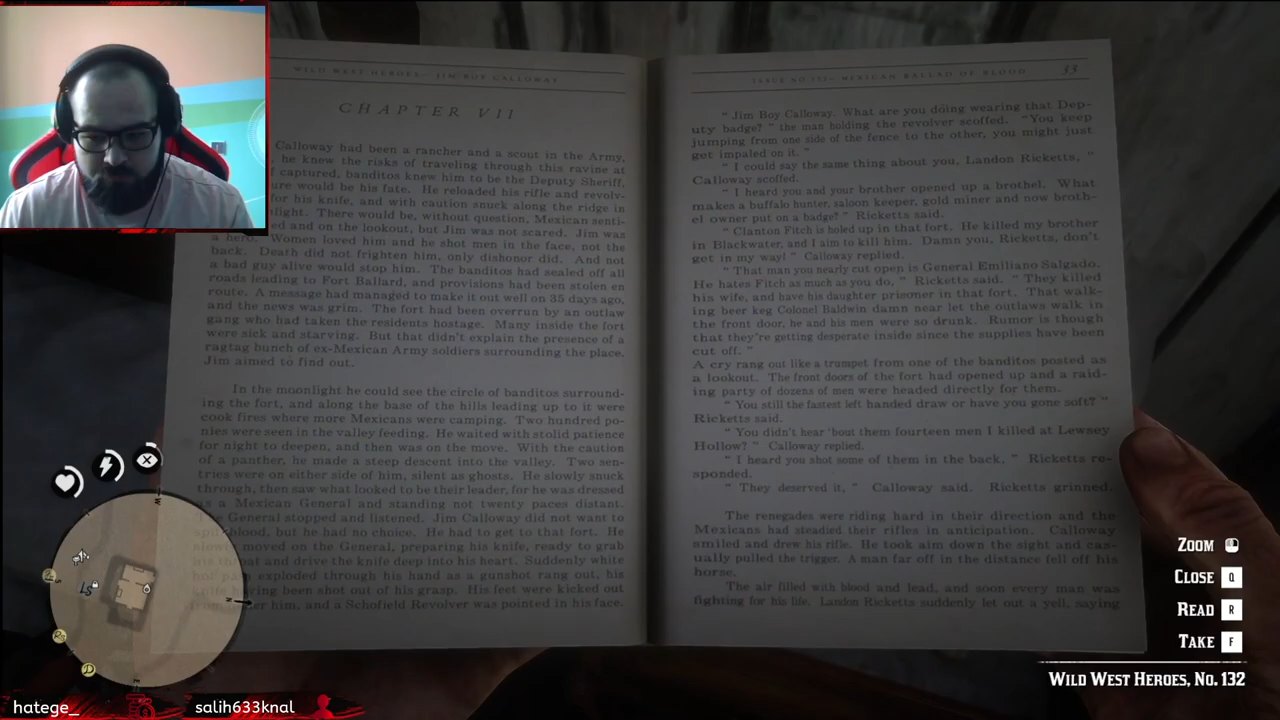 WILD WEST HEROES – JIM BOY CALLOWAY
CHAPTER VII
Calloway had been a rancher and a scout in the Army,
he knew the risks of traveling through this ravine at
captured, banditos knew him to be the Deputy Sheriff,
ure would be his fate. He reloaded his rifle and revolv-
for his knife, and with caution snuck along the ridge in
light. There would be, without question, Mexican senti-
ed and on the lookout, but Jim was not scared. Jim was
a hero. Women loved him and he shot men in the face, not the
back. Death did not frighten him, only dishonor did. And not
a bad guy alive would stop him. The banditos had sealed off all
roads leading to Fort Ballard, and provisions had been stolen en
route. A message had managed to make it out well on 35 days ago,
and the news was grim. The fort had been overrun by an outlaw
gang who had taken the residents hostage. Many inside the fort
were sick and starving. But that didn't explain the presence of a
ragtag bunch of ex-Mexican Army soldiers surrounding the place.
Jim aimed to find out.
In the moonlight he could see the circle of banditos surround-
ing the fort, and along the base of the hills leading up to it were
cook fires where more Mexicans were camping. Two hundred po-
nies were seen in the valley feeding. He waited with stolid patience
for night to deepen, and then was on the move. With the caution
of a panther, he made a steep descent into the valley. Two sen-
tries were on either side of him, silent as ghosts. He slowly snuck
through, then saw what looked to be their leader, for he was dressed
as a Mexican General and standing not twenty paces distant.
The General stopped and listened. Jim Calloway did not want to
spill blood, but he had no choice. He had to get to that fort. He
slowly moved on the General, preparing his knife, ready to grab
his throat and drive the knife deep into his heart. Suddenly white
hot pain exploded through his hand as a gunshot rang out, his
knife having been shot out of his grasp. His feet were kicked out
from under him, and a Schofield Revolver was pointed in his face.
ISSUE NO. 132 – MEXICAN BALLAD OF BLOOD 33
" Jim Boy Calloway. What are you doing wearing that Dep-
uty badge? " the man holding the revolver scoffed. "You keep
jumping from one side of the fence to the other, you might just
get impaled on it. "
" I could say the same thing about you, Landon Ricketts, "
Calloway scoffed.
" I heard you and your brother opened up a brothel. What
makes a buffalo hunter, saloon keeper, gold miner and now broth-
el owner put on a badge? " Ricketts said.
" Clanton Fitch is holed up in that fort. He killed my brother
in Blackwater, and I aim to kill him. Damn you, Ricketts, don't
get in my way! " Calloway replied.
" That man you nearly cut open is General Emiliano Salgado.
He hates Fitch as much as you do, " Ricketts said. " They killed
his wife, and have his daughter prisoner in that fort. That walk-
ing beer keg Colonel Baldwin damn near let the outlaws walk in
the front door, he and his men were so drunk. Rumor is though
that they're getting desperate inside since the supplies have been
cut off. "
A cry rang out like a trumpet from one of the banditos posted as
a lookout. The front doors of the fort had opened up and a raid-
ing party of dozens of men were headed directly for them.
" You still the fastest left handed draw or have you gone soft? "
Ricketts said.
" You didn't hear 'bout them fourteen men I killed at Lewsey
Hollow? " Calloway replied.
" I heard you shot some of them in the back, " Ricketts re-
sponded.
" They deserved it, " Calloway said. Ricketts grinned.
The renegades were riding hard in their direction and the
Mexicans had steadied their rifles in anticipation. Calloway
smiled and drew his rifle. He took aim down the sight and cas-
ually pulled the trigger. A man far off in the distance fell off his
horse.
The air filled with blood and lead, and soon every man was
fighting for his life. Landon Ricketts suddenly let out a yell, saying
ZOOM
CLOSE Q
READ R
TAKE F
WILD WEST HEROES, NO. 132
hatege_
salih633knal